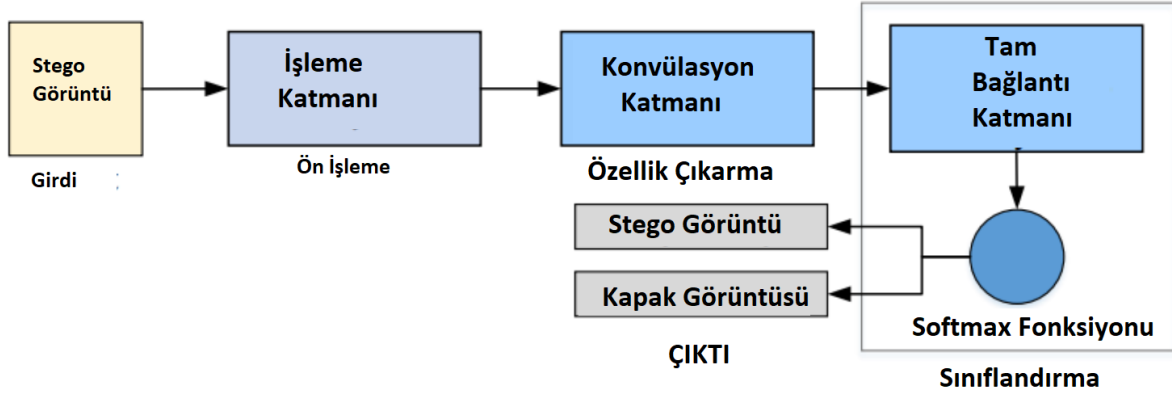 Stego
Görüntü
Girdi
İşleme
Katmanı
Ön İşleme
Konvülasyon
Katmanı
Özellik Çıkarma
Tam
Bağlantı
Katmanı
Softmax Fonksiyonu
Sınıflandırma
Stego Görüntü
Kapak Görüntüsü
ÇIKTI